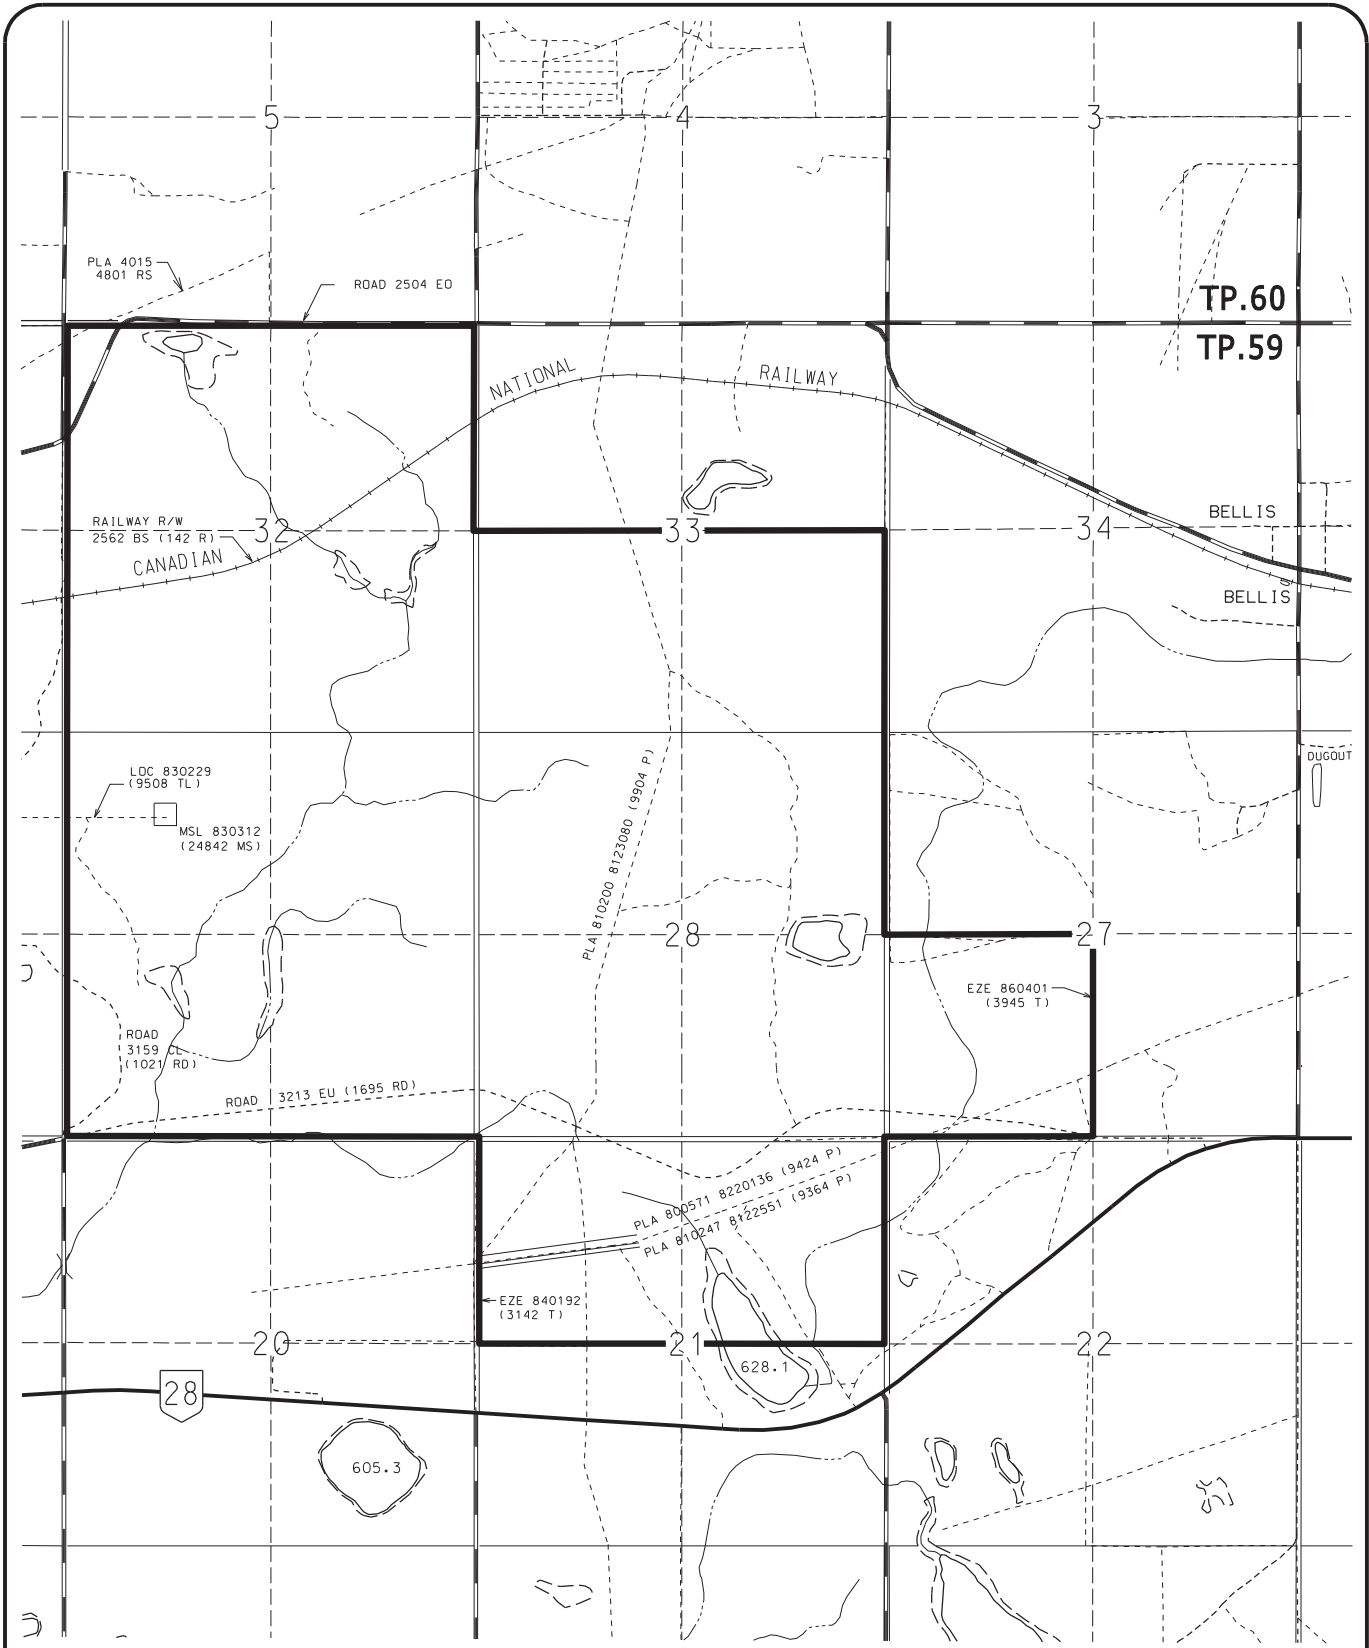 5
4
3
PLA 4015
4801 RS
ROAD 2504 EO
TP.60
TP.59
NATIONAL
RAILWAY
RAILWAY R/W
2562 BS (142 R)
32
33
34
BELLIS
CANADIAN
BELLIS
DUGOUT
LOC 830229
(9508 TL)
MSL 830312
(24842 MS)
PLA 810200 8123080 (9904 P)
28
27
EZE 860401
(3945 T)
ROAD
3159 CL
(1021 RD)
ROAD 3213 EU (1695 RD)
PLA 800571 8220136 (9424 P)
PLA 810247 8122551 (9364 P)
EZE 840192
(3142 T)
20
21
22
628.1
28
605.3